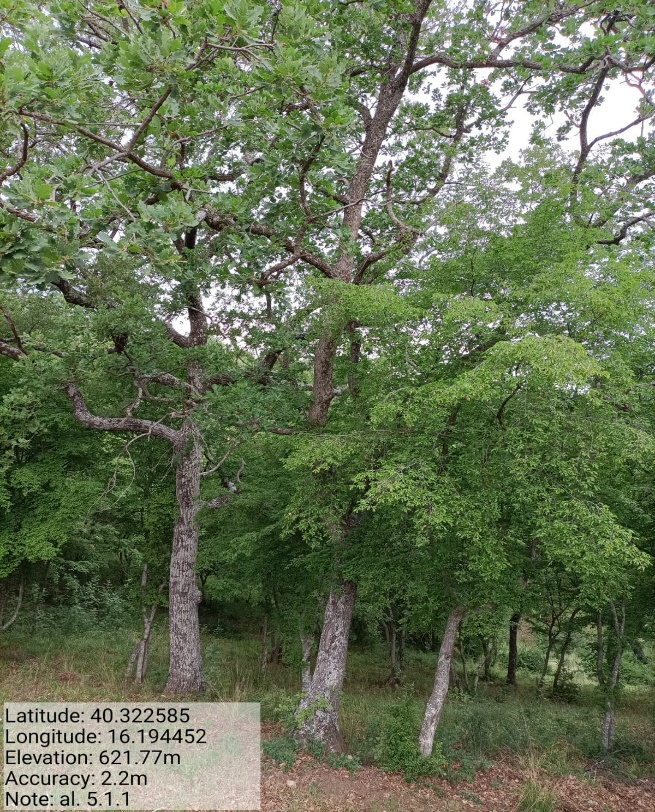 Latitude: 40.322585
Longitude: 16.194452
Elevation: 621.77m
Accuracy: 2.2m
Note: al. 5.1.1